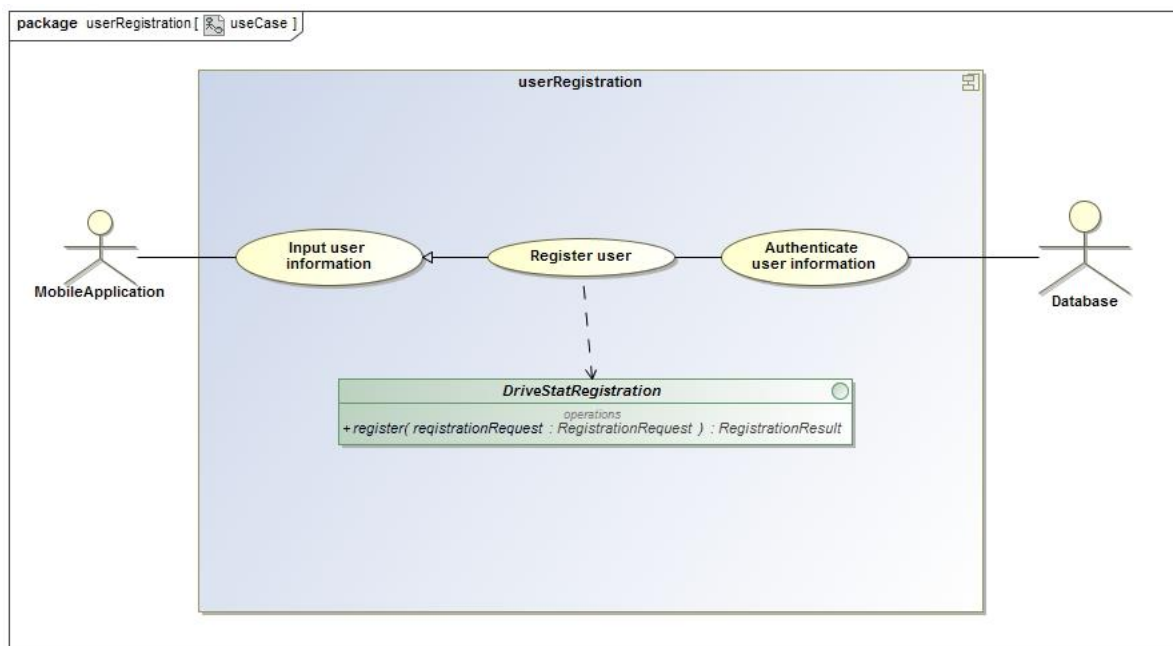 package userRegistration [ useCase ]
userRegistration
Input user
information
Register user
Authenticate
user information
MobileApplication
Database
DriveStatRegistration
operations
+ register( registrationRequest : RegistrationRequest ) : RegistrationResult